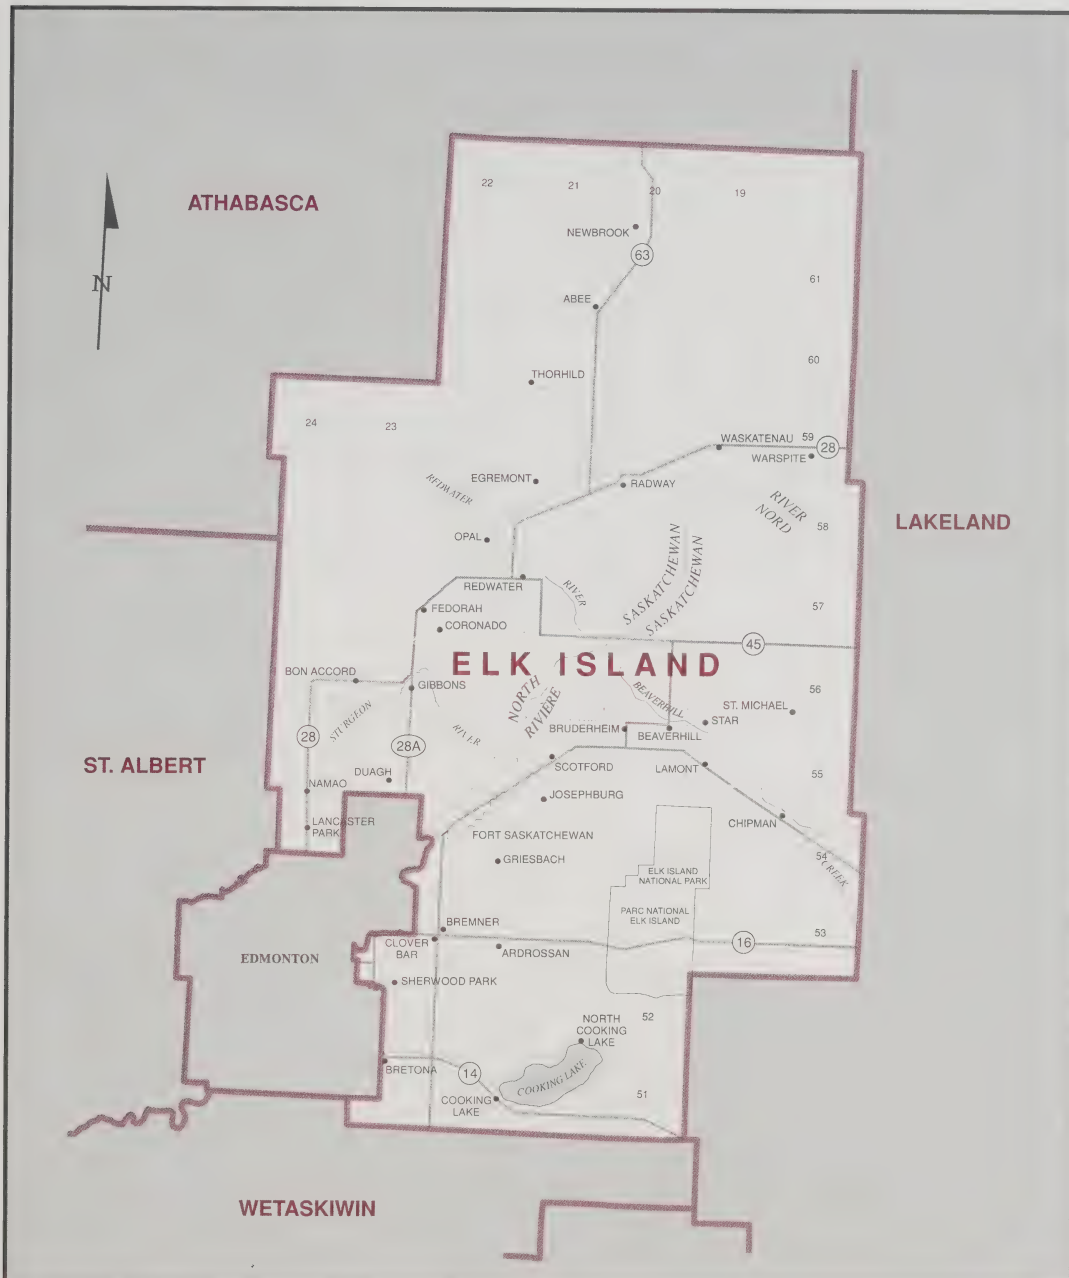 22
21
20
19
ATHABASCA
NEWBROOK
63
N
61
ABEE
60
THORHILD
24
23
WASKATENAU
59
28
WARSPITE
EGREMONT
RADWAY
REDWATER
RIVER
NORD
LAKELAND
58
OPAL
SASKATCHEWAN
SASKATCHEWAN
REDWATER
RIVER
57
FEDORAH
CORONADO
45
ELK ISLAND
BON ACCORD
GIBBONS
NORTH
RIVIÈRE
BEAVERHILL
56
ST. MICHAEL
STAR
STURGEON
RIVER
BRUDERHEIM
BEAVERHILL
28
28A
ST. ALBERT
DUAGH
SCOTFORD
LAMONT
55
NAMAO
JOSEPHBURG
LANCASTER
PARK
CHIPMAN
FORT SASKATCHEWAN
GRIESBACH
54
CREEK
ELK ISLAND
NATIONAL PARK
PARC NATIONAL
ELK ISLAND
BREMNER
53
CLOVER
BAR
16
ARDROSSAN
EDMONTON
SHERWOOD PARK
NORTH
COOKING
LAKE
52
BRETONA
14
COOKING LAKE
COOKING
LAKE
51
WETASKIWIN